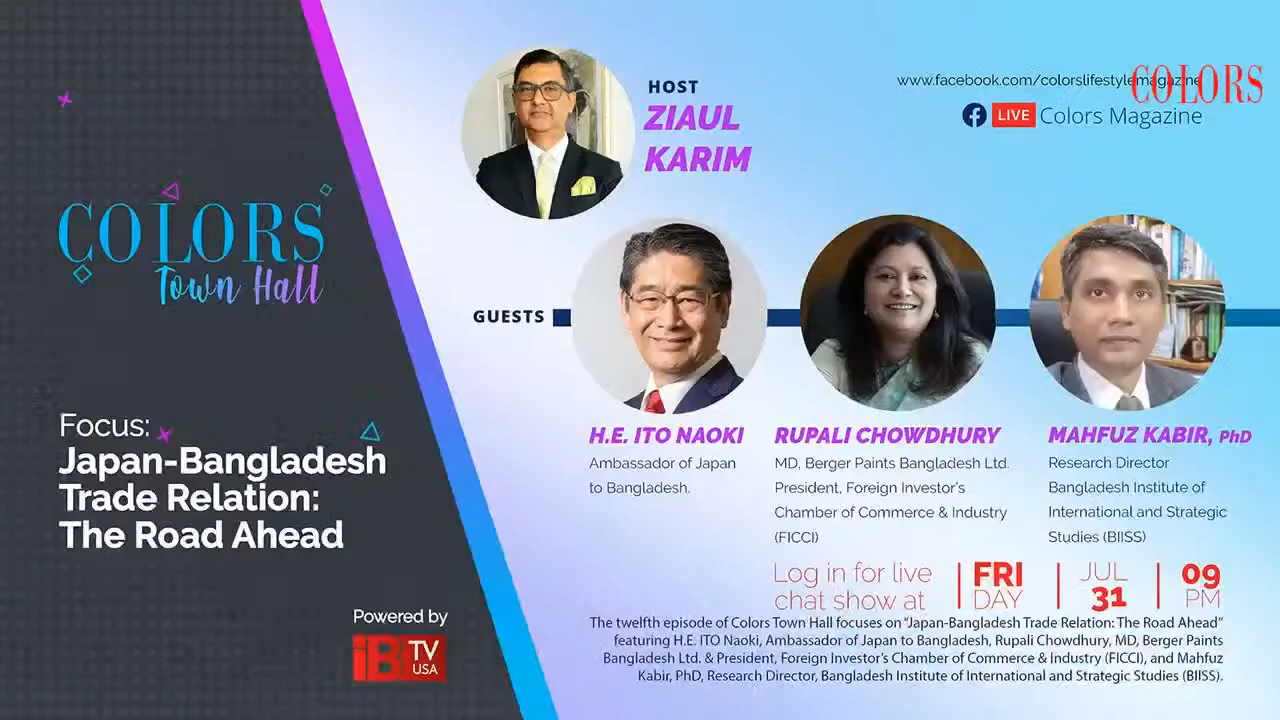 COLORS
Town Hall
Focus:
Japan-Bangladesh
Trade Relation:
The Road Ahead
Powered by
iBTV
USA
HOST
ZIAUL
KARIM
www.facebook.com/colorslifestylemagazine
COLORS
LIVE Colors Magazine
GUESTS
H.E. ITO NAOKI
Ambassador of Japan
to Bangladesh.
RUPALI CHOWDHURY
MD, Berger Paints Bangladesh Ltd.
President, Foreign Investor's
Chamber of Commerce & Industry
(FICCI)
MAHFUZ KABIR, PhD
Research Director
Bangladesh Institute of
International and Strategic
Studies (BIISS)
Log in for live
chat show at
FRI
DAY
JUL
31
09
PM
The twelfth episode of Colors Town Hall focuses on "Japan-Bangladesh Trade Relation: The Road Ahead"
featuring H.E. ITO Naoki, Ambassador of Japan to Bangladesh, Rupali Chowdhury, MD, Berger Paints
Bangladesh Ltd. & President, Foreign Investor's Chamber of Commerce & Industry (FICCI), and Mahfuz
Kabir, PhD, Research Director, Bangladesh Institute of International and Strategic Studies (BIISS).